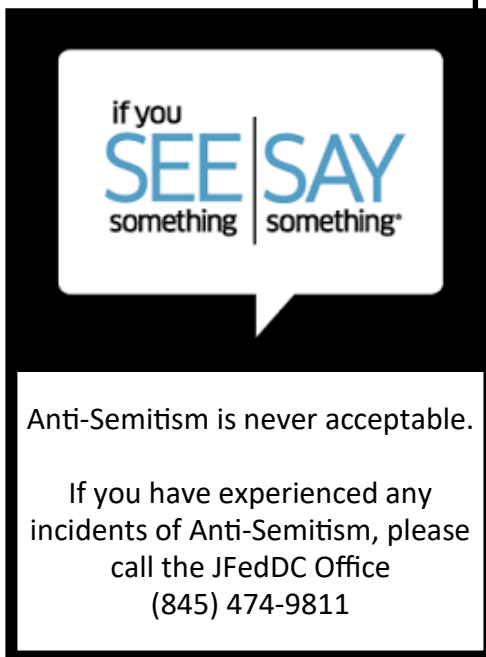 if you
SEE SAY
something something®
Anti-Semitism is never acceptable.
If you have experienced any
incidents of Anti-Semitism, please
call the JFedDC Office
(845) 474-9811